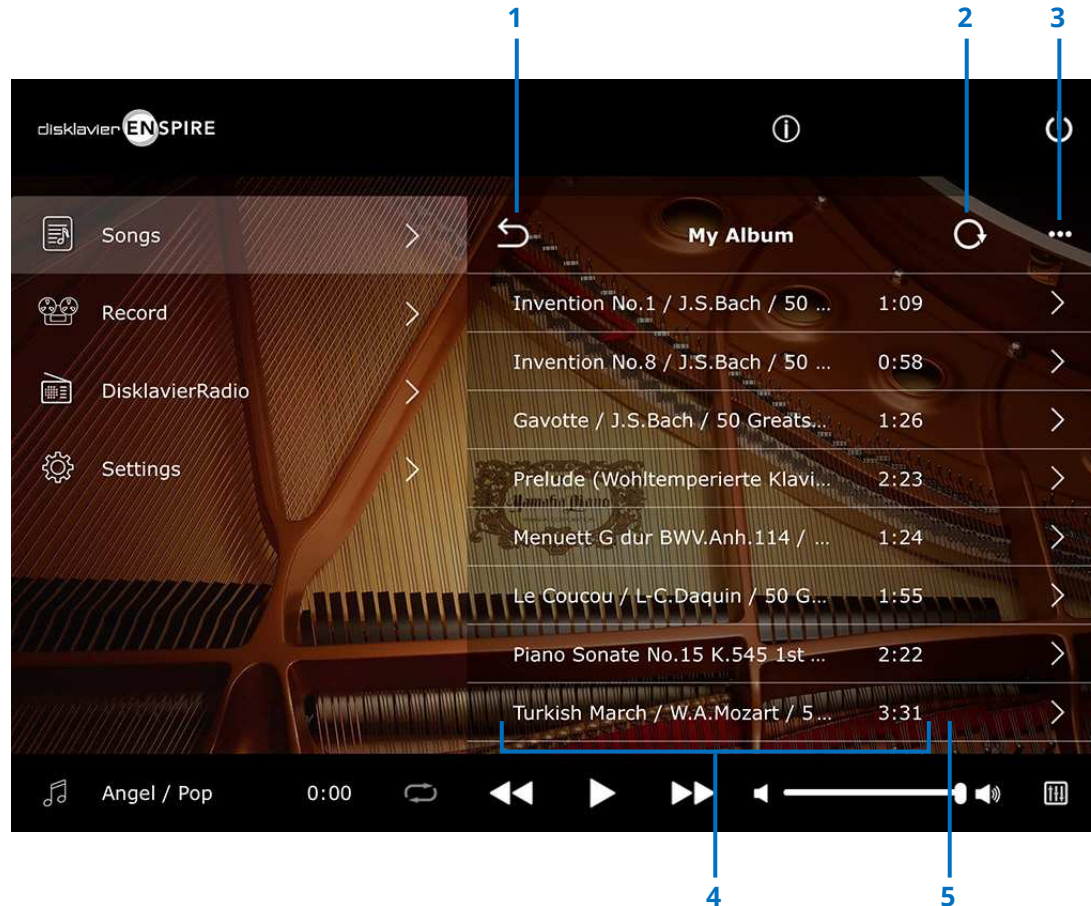 1 2 3
disklavier ENSPIRE
Songs
Record
DisklavierRadio
Settings
My Album
Invention No.1 / J.S.Bach / 50 ... 1:09
Invention No.8 / J.S.Bach / 50 ... 0:58
Gavotte / J.S.Bach / 50 Greats... 1:26
Prelude (Wohltemperierte Klavi... 2:23
Menuett G dur BWV.Anh.114 / ... 1:24
Le Coucou / L-C.Daquin / 50 G... 1:55
Piano Sonate No.15 K.545 1st ... 2:22
Turkish March / W.A.Mozart / 5... 3:31
Yamaha Piano
Angel / Pop 0:00
4 5